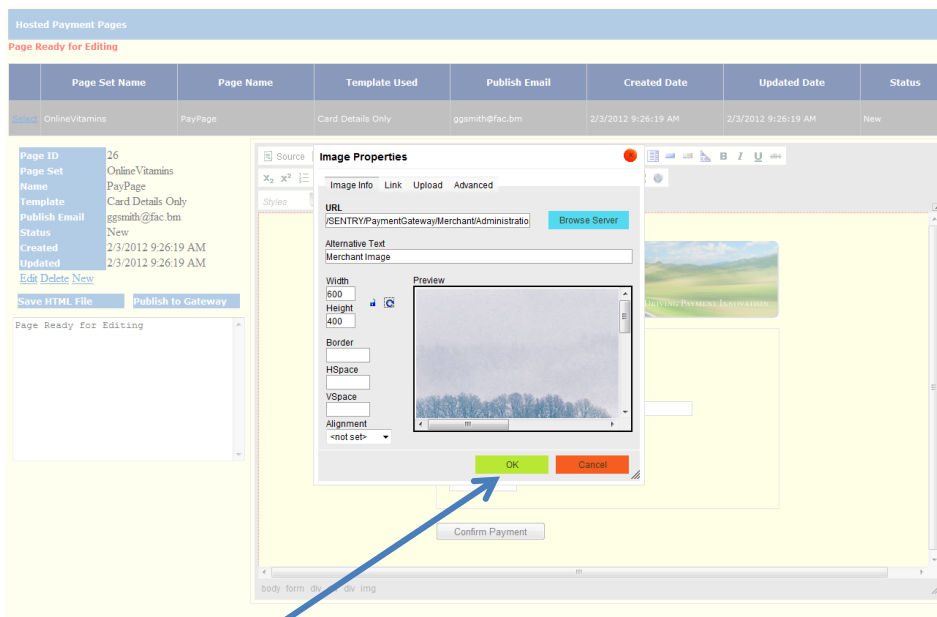 Hosted Payment Pages
Page Ready for Editing
Page Set Name Page Name Template Used Publish Email Created Date Updated Date Status
Select OnlineVitamins PayPage Card Details Only ggsmith@fac.bm 2/3/2012 9:26:19 AM 2/3/2012 9:26:19 AM New
Page ID 26
Page Set OnlineVitamins
Name PayPage
Template Card Details Only
Publish Email ggsmith@fac.bm
Status New
Created 2/3/2012 9:26:19 AM
Updated 2/3/2012 9:26:19 AM
Edit Delete New
Save HTML File Publish to Gateway
Page Ready for Editing
Source
B I U abc
X₂ X²
Styles
Image Properties
Image Info Link Upload Advanced
URL
/SENTRY/PaymentGateway/Merchant/Administratio Browse Server
Alternative Text
Merchant Image
Width Preview
600
Height
400
Border
HSpace
VSpace
Alignment
<not set>
OK Cancel
DRIVING PAYMENT INNOVATION
Confirm Payment
body form div div img